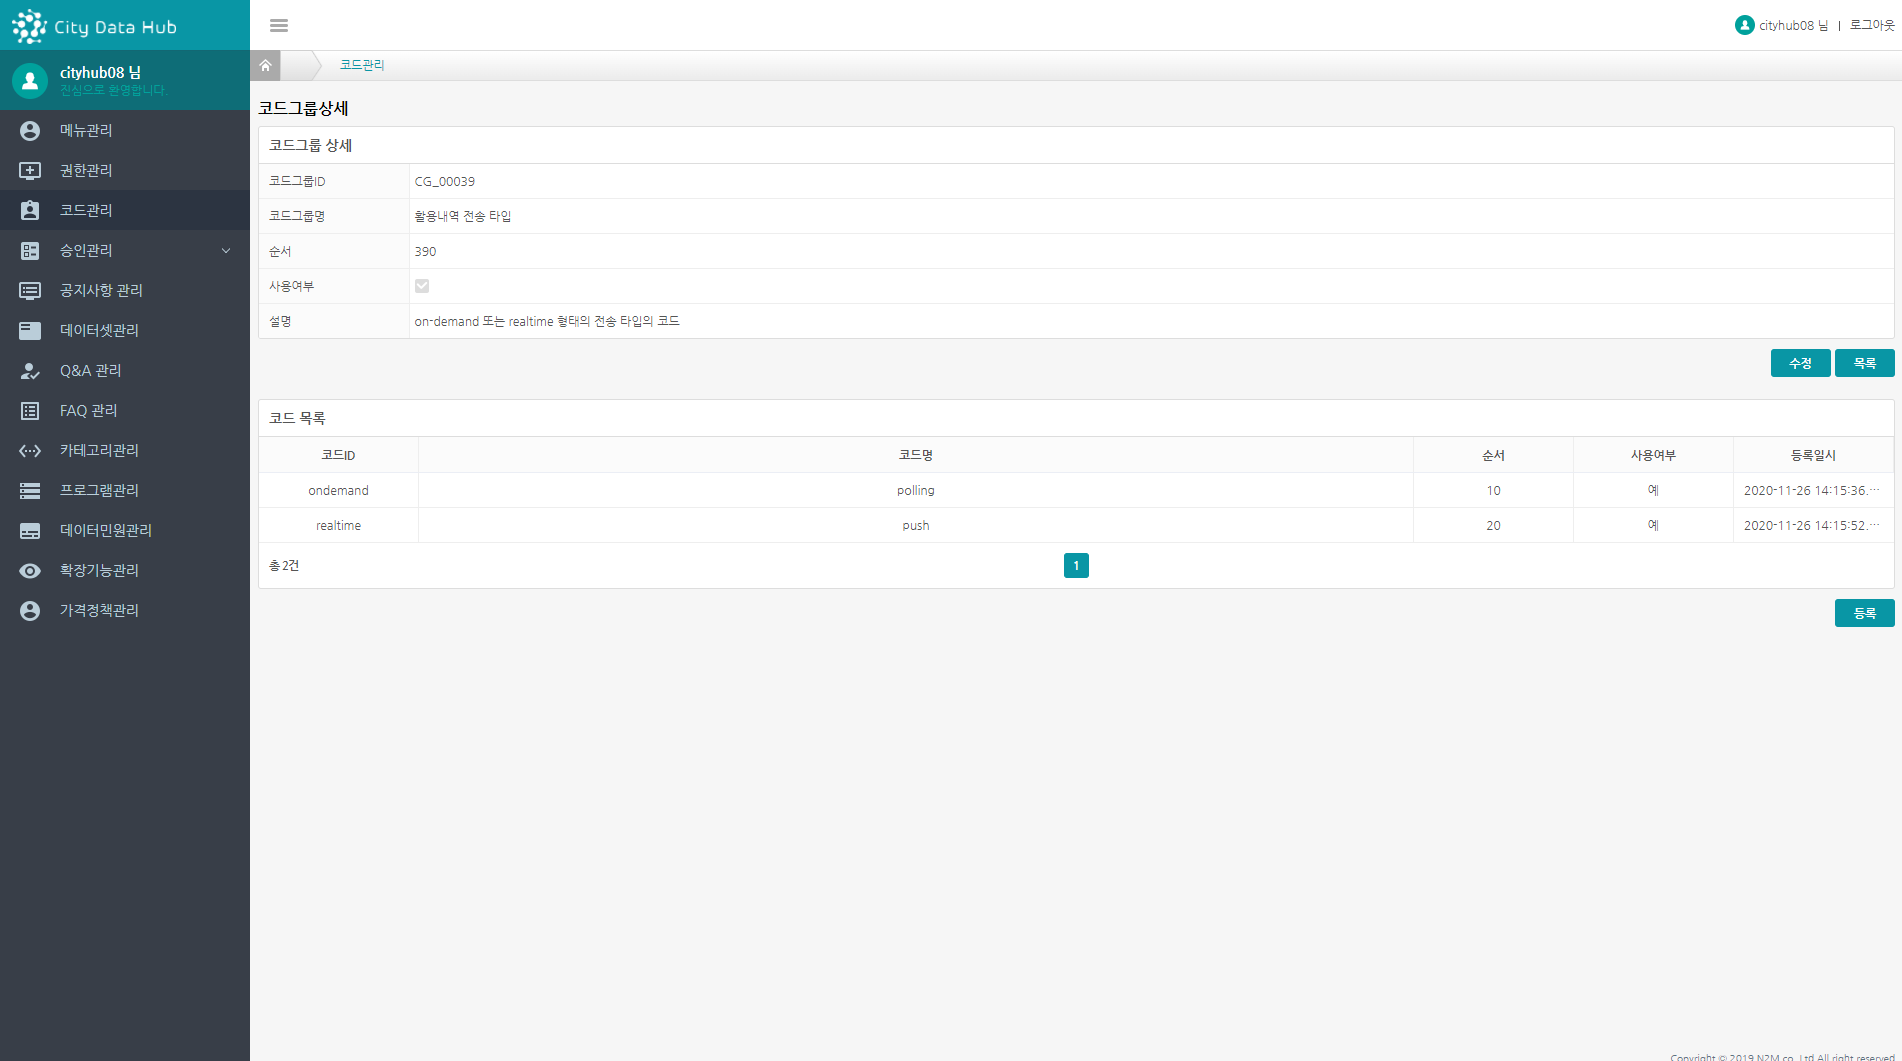 City Data Hub
cityhub08 님 | 로그아웃
cityhub08 님
진심으로 환영합니다.
메뉴관리
권한관리
코드관리
승인관리
공지사항 관리
데이터셋관리
Q&A 관리
FAQ 관리
카테고리관리
프로그램관리
데이터민원관리
확장기능관리
가격정책관리
코드관리
코드그룹상세
코드그룹 상세
코드그룹ID CG_00039
코드그룹명 활용내역 전송 타입
순서 390
사용여부
설명 on-demand 또는 realtime 형태의 전송 타입의 코드
수정 목록
코드 목록
코드ID 코드명 순서 사용여부 등록일시
ondemand polling 10 예 2020-11-26 14:15:36.…
realtime push 20 예 2020-11-26 14:15:52.…
총 2건 1
등록
Copyright © 2019 N2M co. Ltd All right reserved